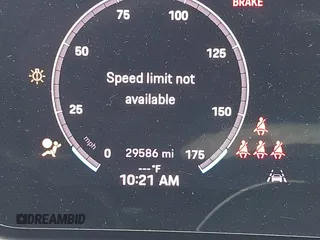 BRAKE
75 100
50 125
Speed limit not
available
25 150
mph
0 29586 mi 175
---°F
10:21 AM
DREAMBID